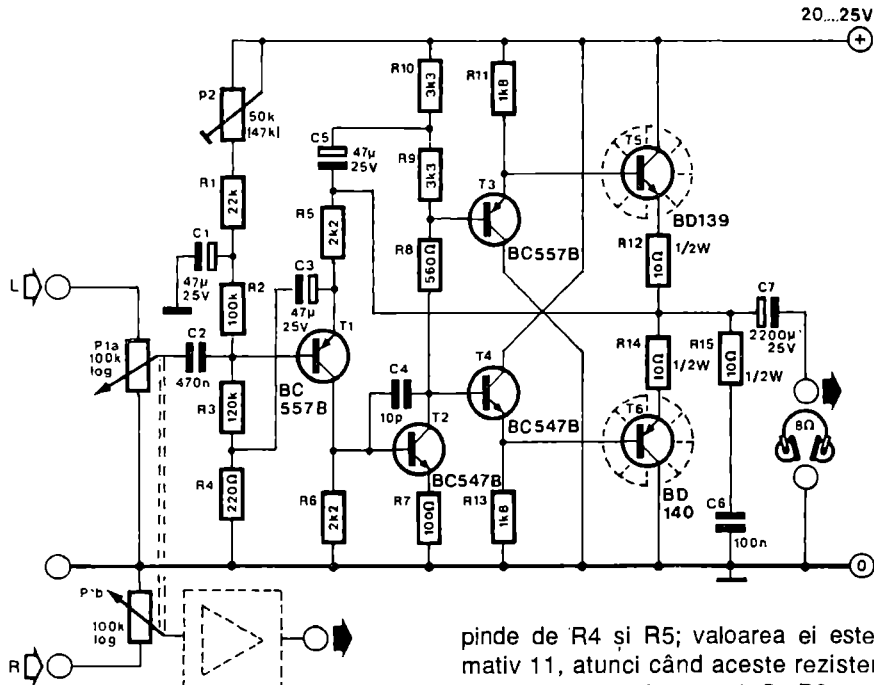 20....25V
+
R10
3k3
R11
1k8
P2
50k
(47k)
C5
47µ
25V
R9
3k3
T3
T5
R1
22k
R5
2k2
BD139
R8
560Ω
BC557B
R12
10Ω
1/2W
C1
47µ
25V
C3
47µ
25V
R2
100k
C7
2200µ
25V
L
P1a
100k
log
C2
470n
T1
BC
557B
R14
10Ω
1/2W
R15
10Ω
1/2W
C4
10p
T4
BC547B
R3
120k
T2
T6
8Ω
R4
220Ω
R6
2k2
BC547B
R7
100Ω
R13
1k8
BD
140
C6
100n
0
P1b
100k
log
R
pinde de R4 și R5; valoarea ei este
mativ 11, atunci când aceste rezister